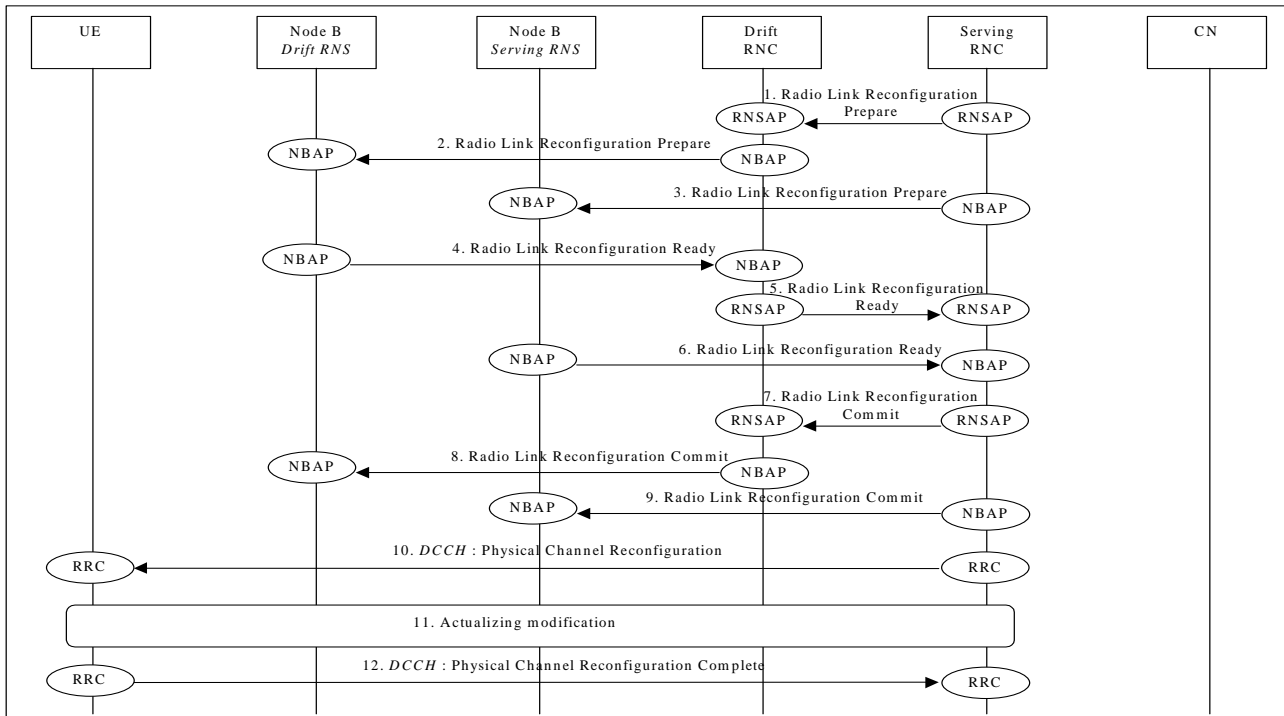 UE
Node B
Drift RNS
Node B
Serving RNS
Drift
RNC
Serving
RNC
CN
1. Radio Link Reconfiguration
Prepare
RNSAP
RNSAP
2. Radio Link Reconfiguration Prepare
NBAP
NBAP
3. Radio Link Reconfiguration Prepare
NBAP
NBAP
4. Radio Link Reconfiguration Ready
NBAP
NBAP
5. Radio Link Reconfiguration
Ready
RNSAP
RNSAP
6. Radio Link Reconfiguration Ready
NBAP
NBAP
7. Radio Link Reconfiguration
Commit
RNSAP
RNSAP
8. Radio Link Reconfiguration Commit
NBAP
NBAP
9. Radio Link Reconfiguration Commit
NBAP
NBAP
10. DCCH : Physical Channel Reconfiguration
RRC
RRC
11. Actualizing modification
12. DCCH : Physical Channel Reconfiguration Complete
RRC
RRC